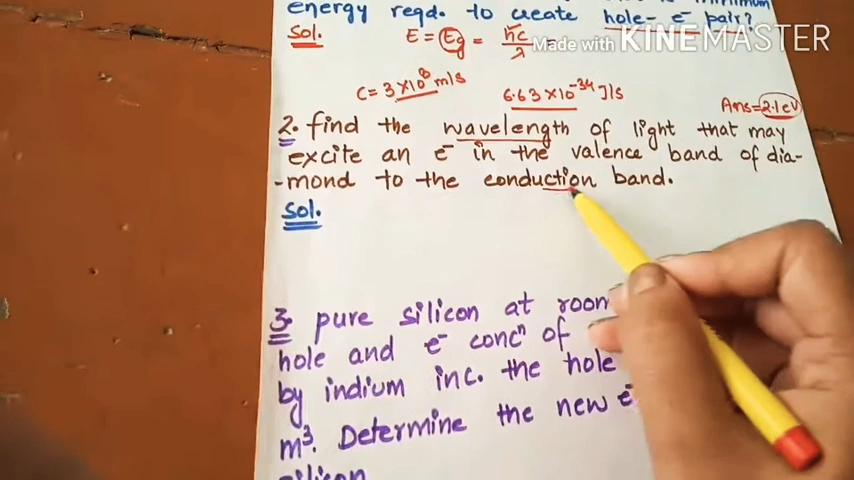 energy reqd. to create hole- e⁻ pair?
Sol. E = Eg = hc/λ
Made with KINEMASTER
C = 3×10⁸ m/s 6.63×10⁻³⁴ J/s Ans = 2.1eV
2. find the wavelength of light that may
excite an e⁻ in the valence band of dia-
-mond to the conduction band.
Sol.
3. pure silicon at room
hole and e⁻ concⁿ of
by indium inc. the hole
m³. Determine the new e⁻
silicon